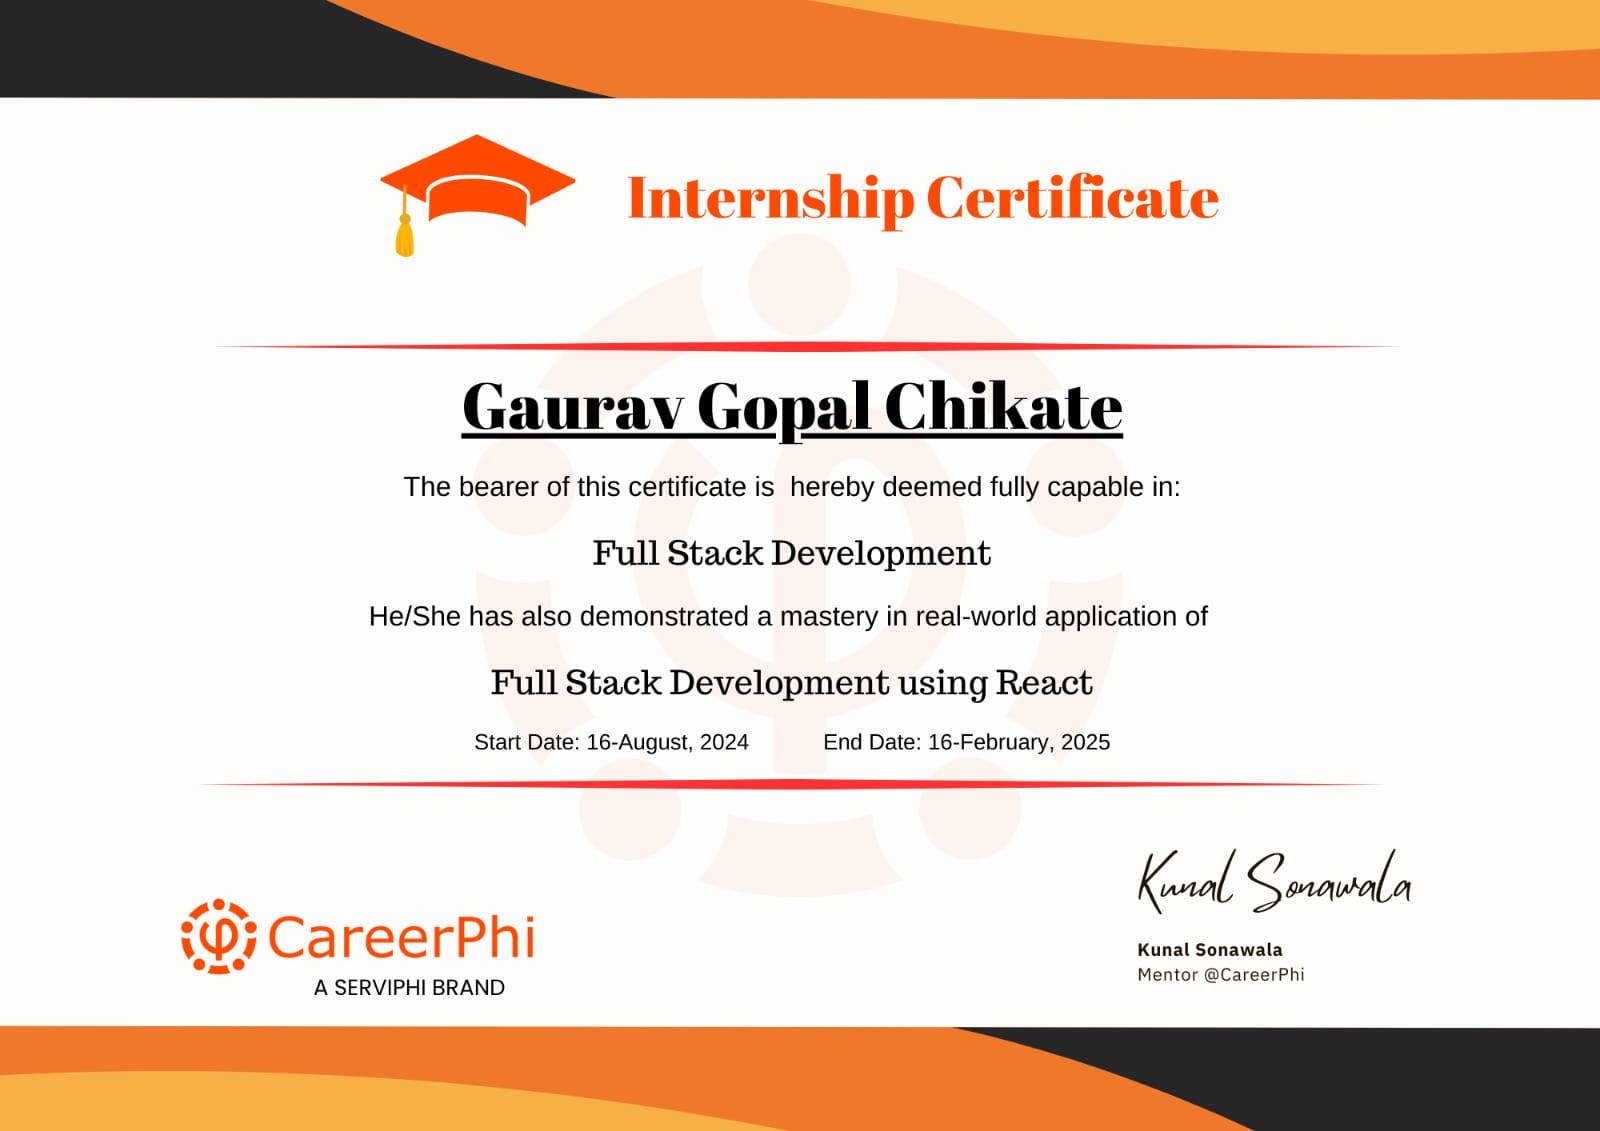 Internship Certificate
Gaurav Gopal Chikate
The bearer of this certificate is  hereby deemed fully capable in:
Full Stack Development
He/She has also demonstrated a mastery in real-world application of
Full Stack Development using React
Start Date: 16-August, 2024 End Date: 16-February, 2025
CareerPhi
A SERVIPHI BRAND
Kunal Sonawala
Kunal Sonawala
Mentor @CareerPhi